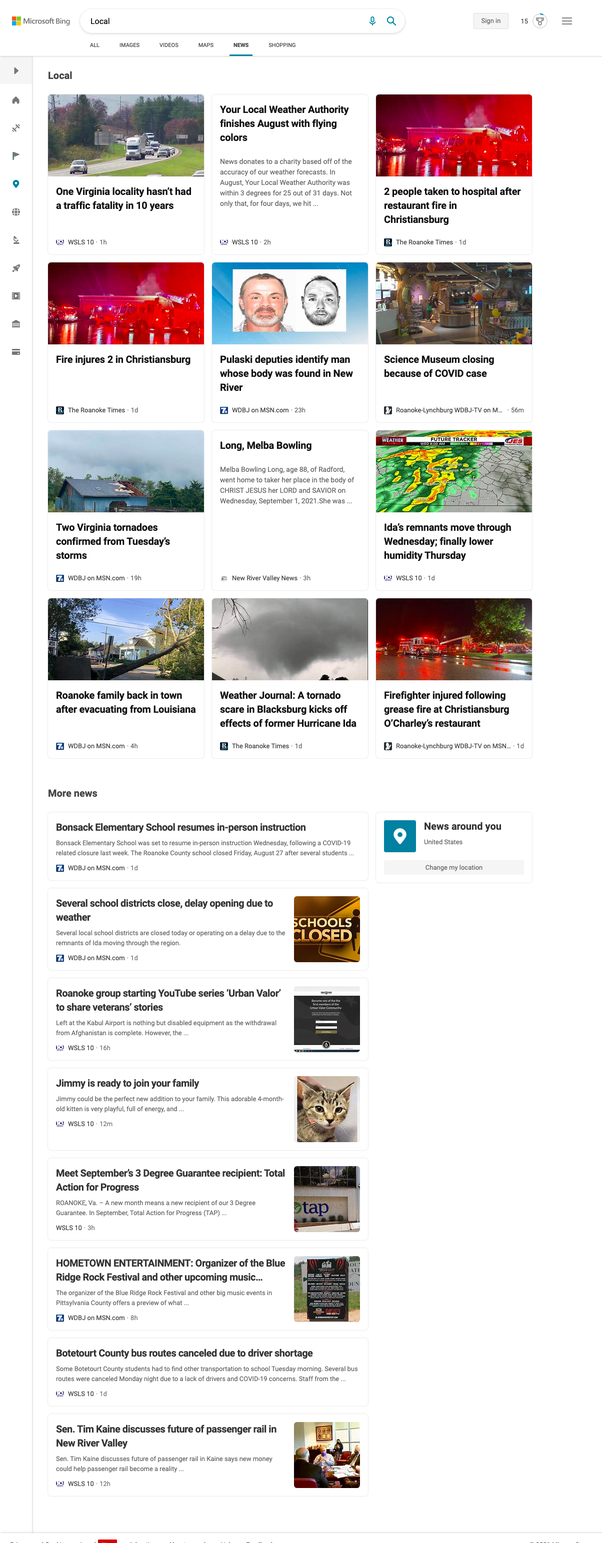 Microsoft Bing
Local
Sign in
15
ALL
IMAGES
VIDEOS
MAPS
NEWS
SHOPPING
Local
One Virginia locality hasn't had
a traffic fatality in 10 years
WSLS 10 · 1h
Your Local Weather Authority
finishes August with flying
colors
News donates to a charity based off of the
accuracy of our weather forecasts. In
August, Your Local Weather Authority was
within 3 degrees for 25 out of 31 days. Not
only that, for four days, we hit ...
WSLS 10 · 2h
2 people taken to hospital after
restaurant fire in
Christiansburg
The Roanoke Times · 1d
Fire injures 2 in Christiansburg
The Roanoke Times · 1d
Pulaski deputies identify man
whose body was found in New
River
WDBJ on MSN.com · 23h
Science Museum closing
because of COVID case
Roanoke-Lynchburg WDBJ-TV on M... · 56m
Two Virginia tornadoes
confirmed from Tuesday's
storms
WDBJ on MSN.com · 19h
Long, Melba Bowling
Melba Bowling Long, age 88, of Radford,
went home to take her place in the body of
CHRIST JESUS her LORD and SAVIOR on
Wednesday, September 1, 2021.She was ...
New River Valley News · 3h
WEATHER
FUTURE TRACKER
Ida's remnants move through
Wednesday; finally lower
humidity Thursday
WSLS 10 · 1d
Roanoke family back in town
after evacuating from Louisiana
WDBJ on MSN.com · 4h
Weather Journal: A tornado
scare in Blacksburg kicks off
effects of former Hurricane Ida
The Roanoke Times · 1d
Firefighter injured following
grease fire at Christiansburg
O'Charley's restaurant
Roanoke-Lynchburg WDBJ-TV on MSN... · 1d
More news
Bonsack Elementary School resumes in-person instruction
Bonsack Elementary School was set to resume in-person instruction Wednesday, following a COVID-19
related closure last week. The Roanoke County school closed Friday, August 27 after several students ...
WDBJ on MSN.com · 1d
News around you
United States
Change my location
Several school districts close, delay opening due to
weather
Several local school districts are closed today or operating on a delay due to the
remnants of Ida moving through the region.
WDBJ on MSN.com · 1d
SCHOOLS
CLOSED
Roanoke group starting YouTube series 'Urban Valor'
to share veterans' stories
Left at the Kabul Airport is nothing but disabled equipment as the withdrawal
from Afghanistan is complete. However, the ...
WSLS 10 · 16h
Jimmy is ready to join your family
Jimmy could be the perfect new addition to your family. This adorable 4-month-
old kitten is very playful, full of energy, and ...
WSLS 10 · 12m
Meet September's 3 Degree Guarantee recipient: Total
Action for Progress
ROANOKE, Va. – A new month means a new recipient of our 3 Degree
Guarantee. In September, Total Action for Progress (TAP) ...
WSLS 10 · 3h
tap
HOMETOWN ENTERTAINMENT: Organizer of the Blue
Ridge Rock Festival and other upcoming music...
The organizer of the Blue Ridge Rock Festival and other big music events in
Pittsylvania County offers a preview of what ...
WDBJ on MSN.com · 8h
Botetourt County bus routes canceled due to driver shortage
Some Botetourt County students had to find other transportation to school Tuesday morning. Several bus
routes were canceled Monday night due to a lack of drivers and COVID-19 concerns. Staff from the ...
WSLS 10 · 1d
Sen. Tim Kaine discusses future of passenger rail in
New River Valley
Sen. Tim Kaine discusses future of passenger rail in Kaine says new money
could help passenger rail become a reality ...
WSLS 10 · 12h